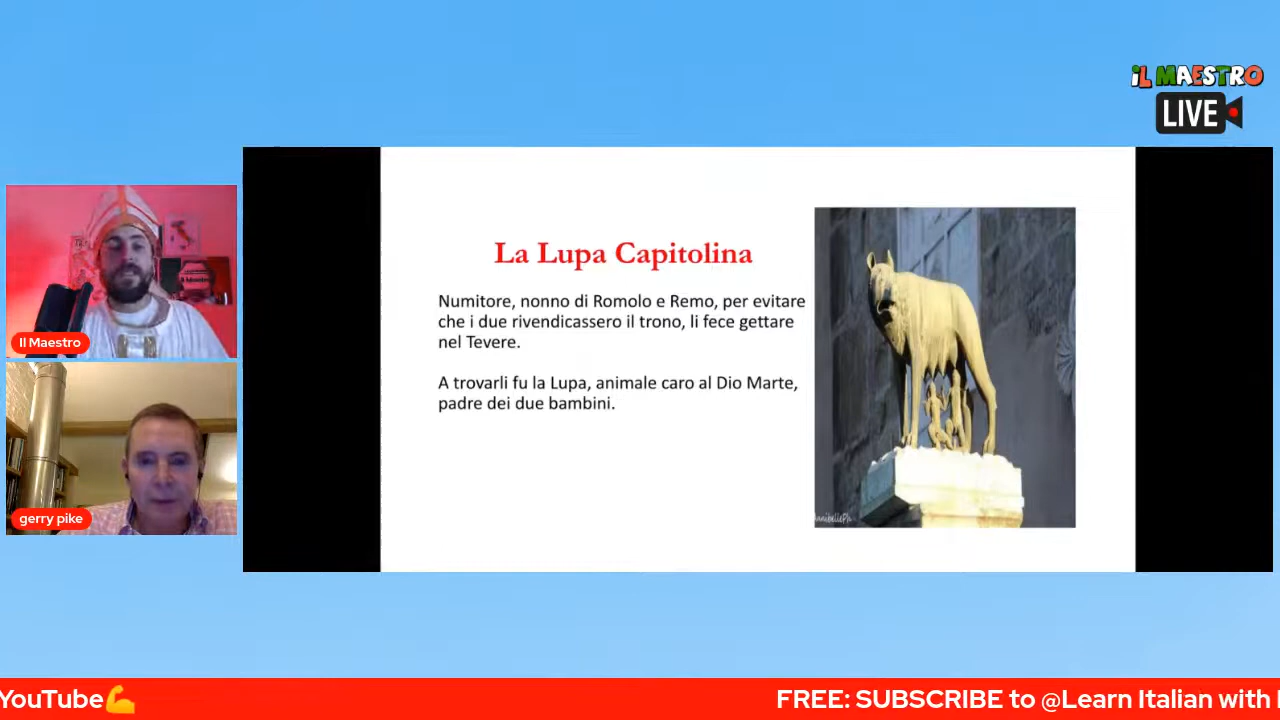 IL MAESTRO
LIVE
La Lupa Capitolina
Numitore, nonno di Romolo e Remo, per evitare
che i due rivendicassero il trono, li fece gettare
nel Tevere.
A trovarli fu la Lupa, animale caro al Dio Marte,
padre dei due bambini.
Il Maestro
gerry pike
YouTube💪
FREE: SUBSCRIBE to @Learn Italian with